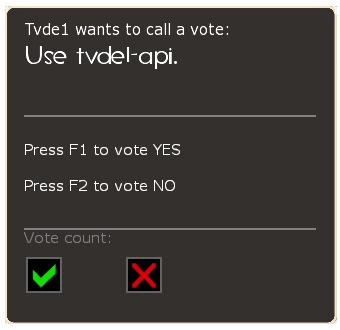 Tvde1 wants to call a vote:
Use tvde1-api.
Press F1 to vote YES
Press F2 to vote NO
Vote count: